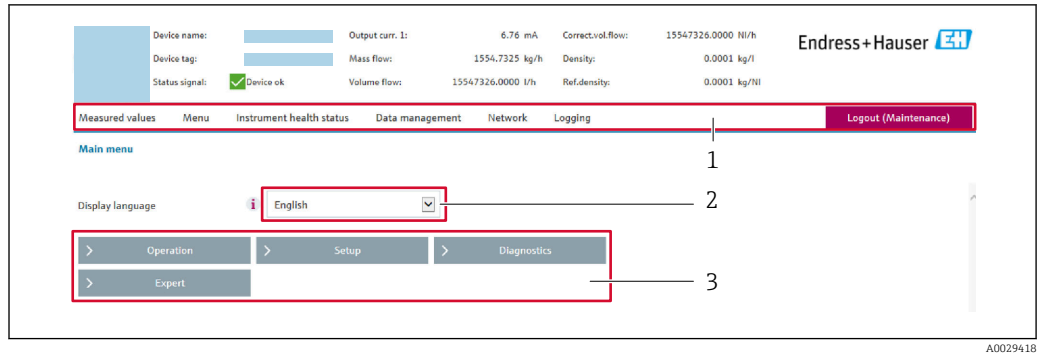 Device name: Output curr. 1: 6.76 mA Correct.vol.flow: 15547326.0000 Nl/h
Endress+Hauser EH
Device tag: Mass flow: 1554.7325 kg/h Density: 0.0001 kg/l
Status signal: Device ok Volume flow: 15547326.0000 l/h Ref.density: 0.0001 kg/Nl
Measured values Menu Instrument health status Data management Network Logging Logout (Maintenance)
1
Main menu
Display language i English 2
> Operation > Setup > Diagnostics
> Expert 3
A0029418